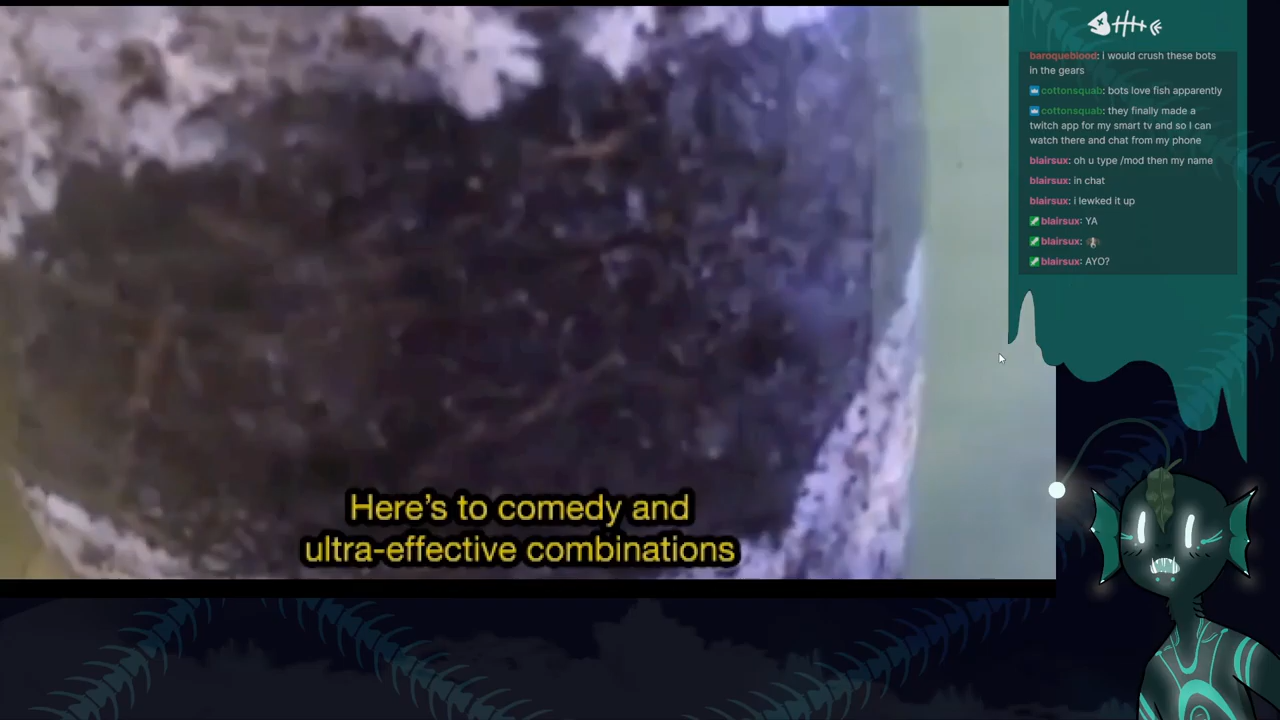 baroqueblood: i would crush these bots
in the gears
cottonsquab: bots love fish apparently
cottonsquab: they finally made a
twitch app for my smart tv and so I can
watch there and chat from my phone
blairsux: oh u type /mod then my name
blairsux: in chat
blairsux: i lewked it up
blairsux: YA
blairsux:
blairsux: AYO?
Here's to comedy and
ultra-effective combinations